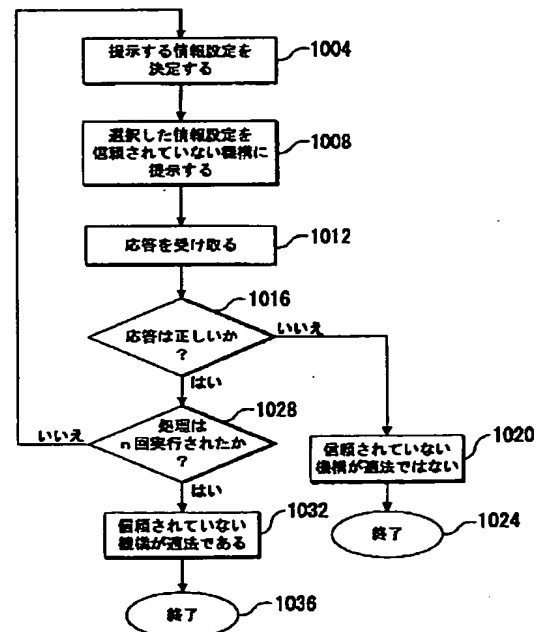 提示する情報設定を
決定する
1004
選択した情報設定を
信頼されていない機構に
提示する
1008
応答を受け取る
1012
1016
応答は正しいか
?
いいえ
はい
1028
処理は
n回実行されたか
?
いいえ
はい
信頼されていない
機構が適法ではない
1020
終了
1024
信頼されていない
機構が適法である
1032
終了
1036